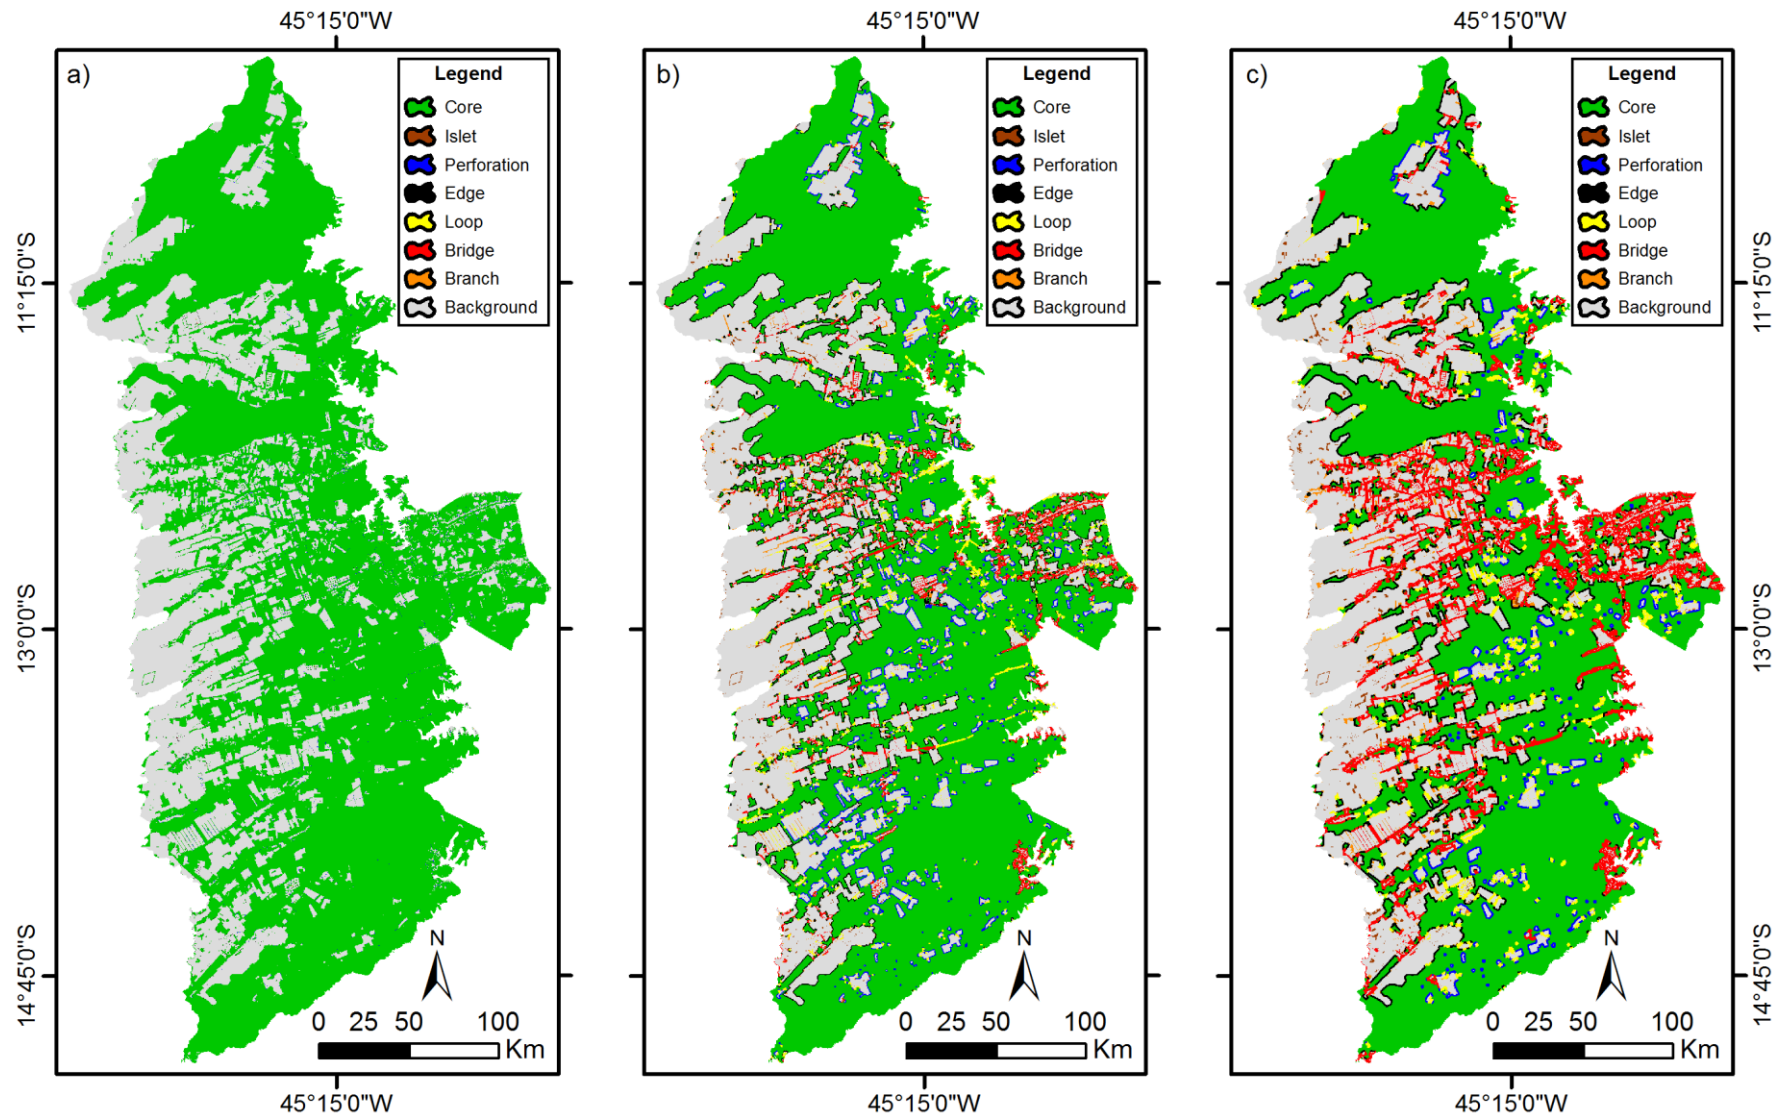 45°15'0"W
45°15'0"W
45°15'0"W
a)
Legend
Core
Islet
Perforation
Edge
Loop
Bridge
Branch
Background
b)
Legend
Core
Islet
Perforation
Edge
Loop
Bridge
Branch
Background
c)
Legend
Core
Islet
Perforation
Edge
Loop
Bridge
Branch
Background
11°15'0"S
13°0'0"S
14°45'0"S
11°15'0"S
13°0'0"S
14°45'0"S
N
0 25 50 100
Km
N
0 25 50 100
Km
N
0 25 50 100
Km
45°15'0"W
45°15'0"W
45°15'0"W